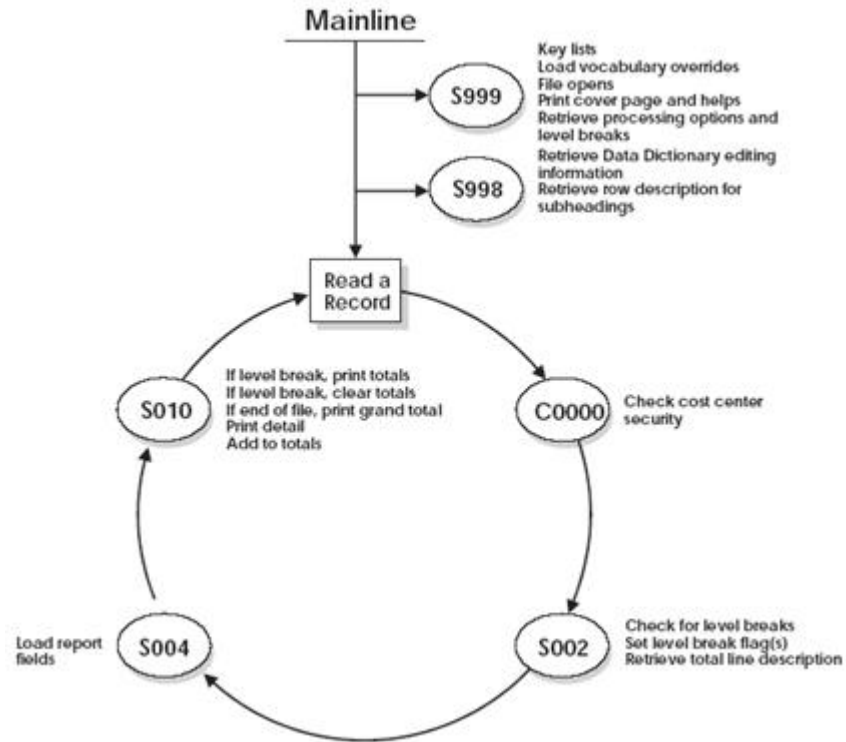 Mainline
S999
Key lists
Load vocabulary overrides
File opens
Print cover page and helps
Retrieve processing options and
level breaks
S998
Retrieve Data Dictionary editing
information
Retrieve row description for
subheadings
Read a
Record
C0000
Check cost center
security
S002
Check for level breaks
Set level break flag(s)
Retrieve total line description
S004
Load report
fields
S010
If level break, print totals
If level break, clear totals
If end of file, print grand total
Print detail
Add to totals